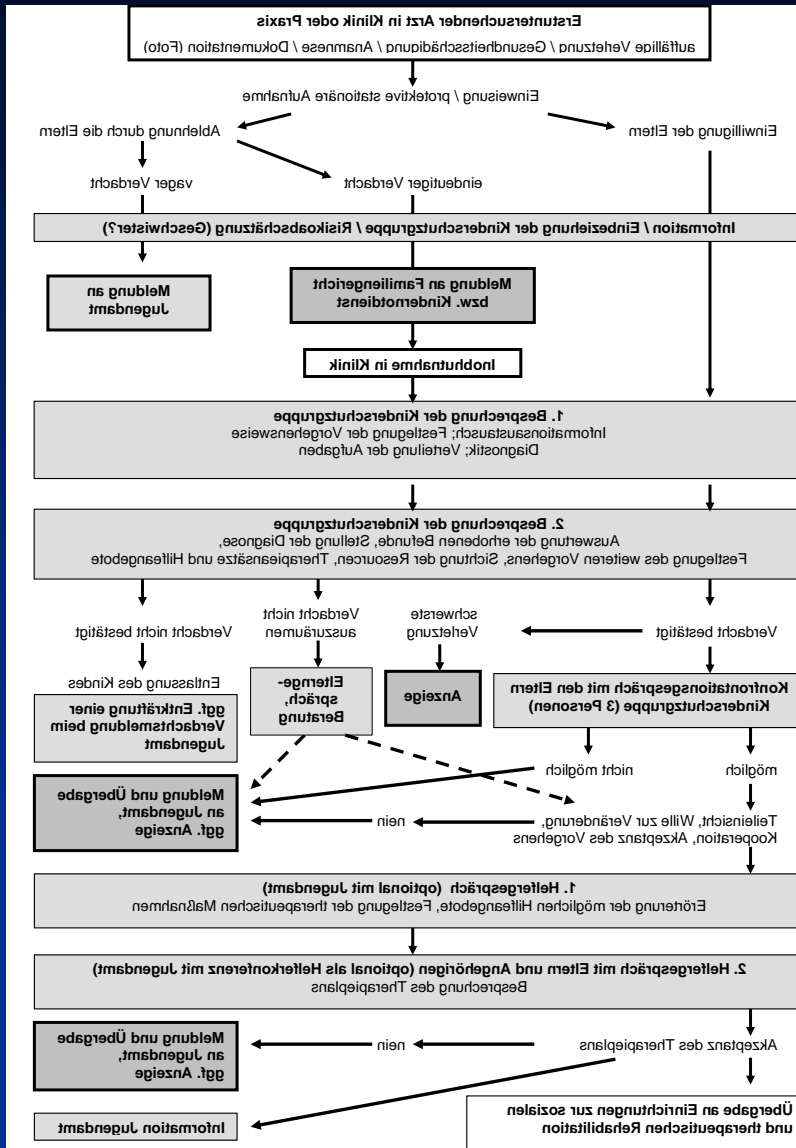 Erstuntersuchender Arzt in Klinik oder Praxis
auffällige Verletzung / Gesundheitsschädigung / Anamnese / Dokumentation (Foto)
Einweisung / protektive stationäre Aufnahme
Einwilligung der Eltern
Ablehnung durch die Eltern
eindeutiger Verdacht
vager Verdacht
Information / Einbeziehung der Kinderschutzgruppe / Risikoabschätzung (Geschwister?)
Meldung an Familiengericht
bzw. Kindernotdienst
Meldung an
Jugendamt
Inobhutnahme in Klinik
1. Besprechung der Kinderschutzgruppe
Informationsaustausch; Festlegung der Vorgehensweise
Diagnostik; Verteilung der Aufgaben
2. Besprechung der Kinderschutzgruppe
Auswertung der erhobenen Befunde, Stellung der Diagnose,
Festlegung des weiteren Vorgehens, Sichtung der Resourcen, Therapieansätze und Hilfeangebote
Verdacht bestätigt
schwerste
Verletzung
Verdacht nicht
auszuräumen
Verdacht nicht bestätigt
Konfrontationsgespräch mit den Eltern
Kinderschutzgruppe (3 Personen)
Anzeige
Elternge-
spräch,
Beratung
Entlassung des Kindes
ggf. Entkräftung einer
Verdachtsmeldung beim
Jugendamt
möglich
nicht möglich
Meldung und Übergabe
an Jugendamt,
ggf. Anzeige
Teileinsicht, Wille zur Veränderung,
Kooperation, Akzeptanz des Vorgehens
nein
1. Helfergespräch (optional mit Jugendamt)
Erörterung der möglichen Hilfeangebote, Festlegung der therapeutischen Maßnahmen
2. Helfergespräch mit Eltern und Angehörigen (optional als Helferkonferenz mit Jugendamt)
Besprechung des Therapieplans
Akzeptanz des Therapieplans
nein
Meldung und Übergabe
an Jugendamt,
ggf. Anzeige
Übergabe an Einrichtungen zur sozialen
und therapeutischen Rehabilitation
Information Jugendamt